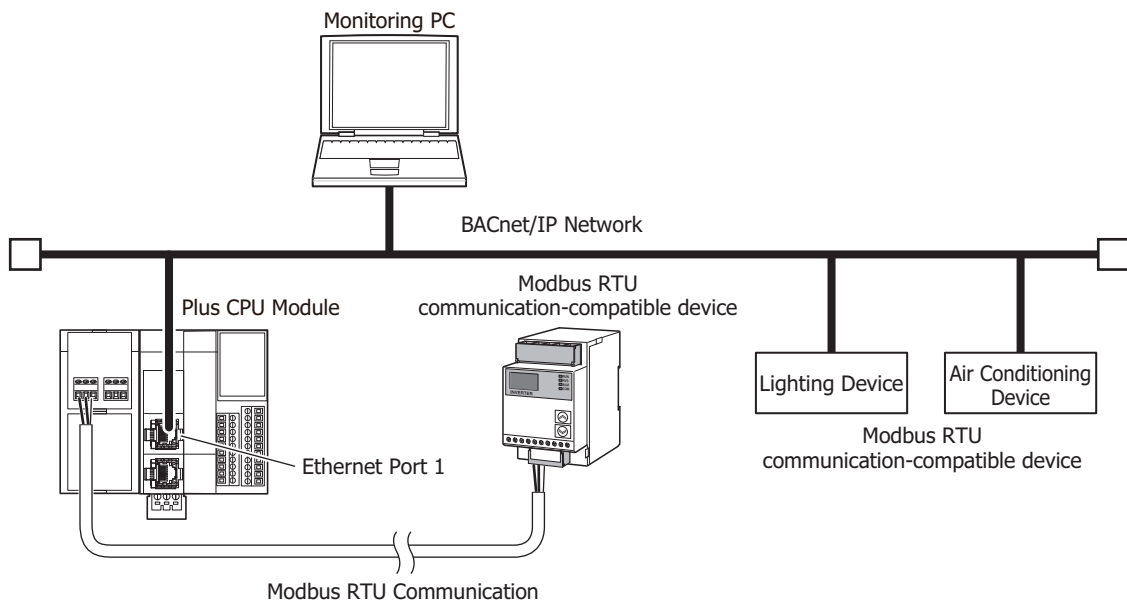 Monitoring PC
BACnet/IP Network
Plus CPU Module
Modbus RTU
communication-compatible device
INVERTER
Ethernet Port 1
Lighting Device
Air Conditioning
Device
Modbus RTU
communication-compatible device
Modbus RTU Communication